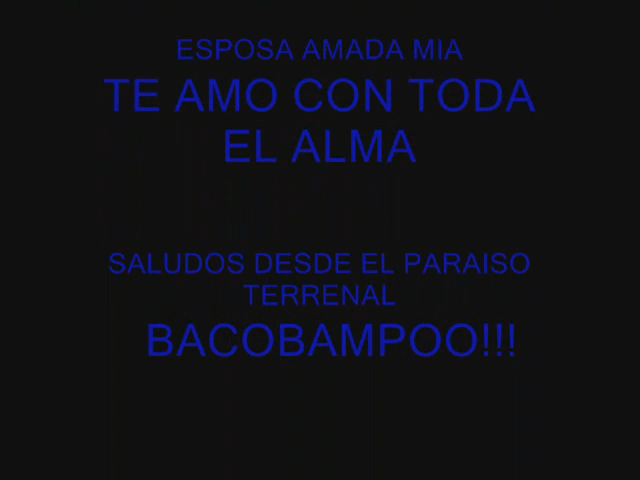 ESPOSA AMADA MIA
TE AMO CON TODA
EL ALMA
SALUDOS DESDE EL PARAISO
TERRENAL
BACOBAMPOO!!!